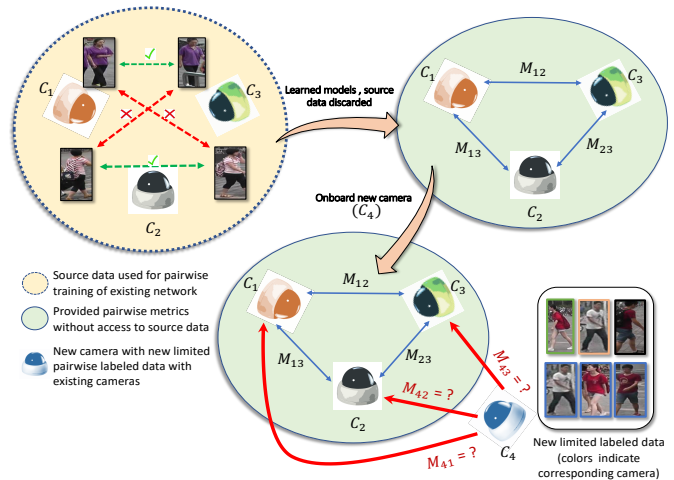 C₁
C₃
C₂
Learned models , source
data discarded
C₁
M₁₂
C₃
M₁₃
M₂₃
C₂
Onboard new camera
(C₄)
C₁
M₁₂
C₃
M₁₃
M₂₃
C₂
M₄₃ = ?
M₄₂ = ?
M₄₁ = ?
C₄
Source data used for pairwise
training of existing network
Provided pairwise metrics
without access to source data
New camera with new limited
pairwise labeled data with
existing cameras
New limited labeled data
(colors indicate
corresponding camera)